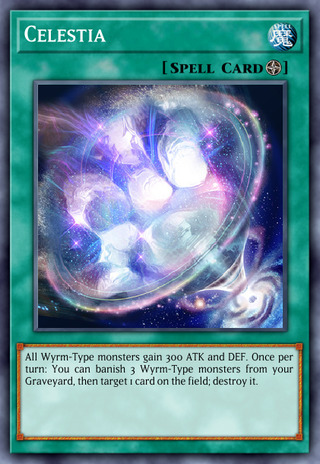 Celestia
[Spell Card]
All Wyrm-Type monsters gain 300 ATK and DEF. Once per
turn: You can banish 3 Wyrm-Type monsters from your
Graveyard, then target 1 card on the field; destroy it.